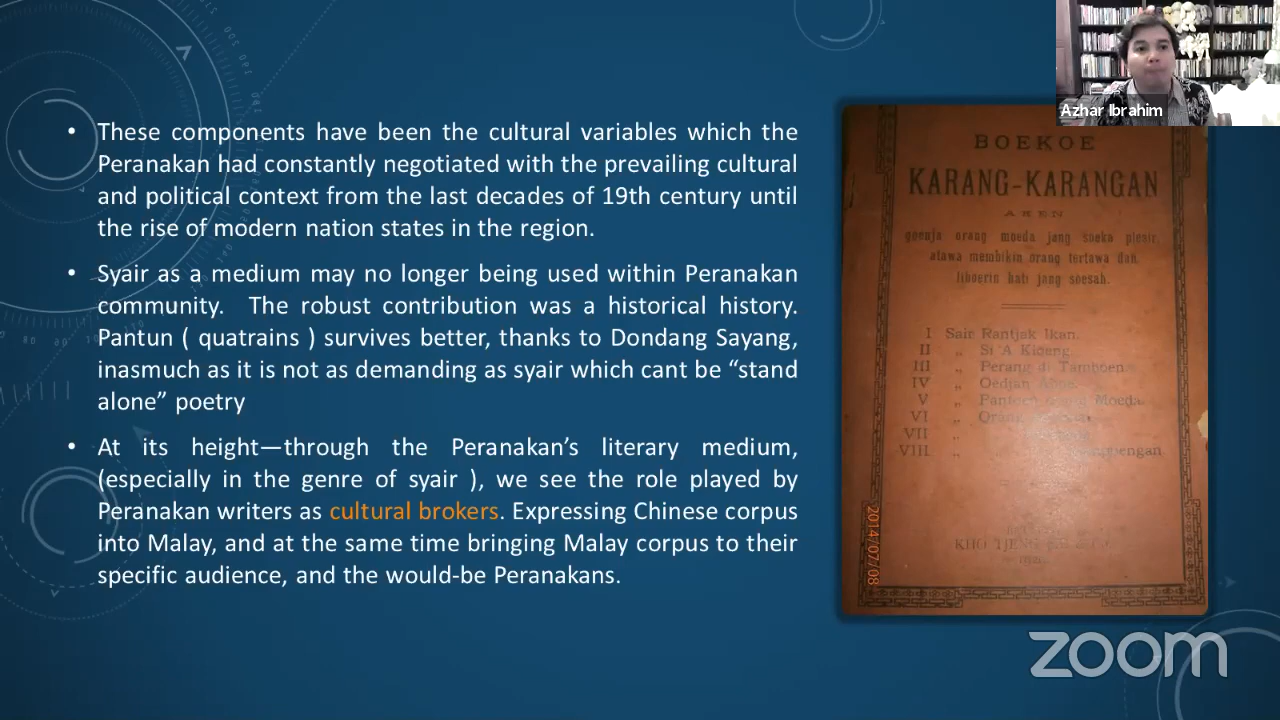 Azhar Ibrahim
• These components have been the cultural variables which the
Peranakan had constantly negotiated with the prevailing cultural
and political context from the last decades of 19th century until
the rise of modern nation states in the region.
• Syair as a medium may no longer being used within Peranakan
community. The robust contribution was a historical history.
Pantun ( quatrains ) survives better, thanks to Dondang Sayang,
inasmuch as it is not as demanding as syair which cant be “stand
alone” poetry
• At its height—through the Peranakan’s literary medium,
(especially in the genre of syair ), we see the role played by
Peranakan writers as cultural brokers. Expressing Chinese corpus
into Malay, and at the same time bringing Malay corpus to their
specific audience, and the would-be Peranakans.
BOEKOE
KARANG-KARANGAN
AKEN
goenja orang moeda jang soeka plesir,
atawa membikin orang tertawa dan
liboerin hati jang soesah.
I Sair Rantjak Ikan.
II „ Si A Kioeng.
III „ Perang di Tamboen.
IV „ Oedjan
V „ Pantoen Moeda.
VI „
VII „
VIII „
KHO TJENG
2014/07/08
zoom